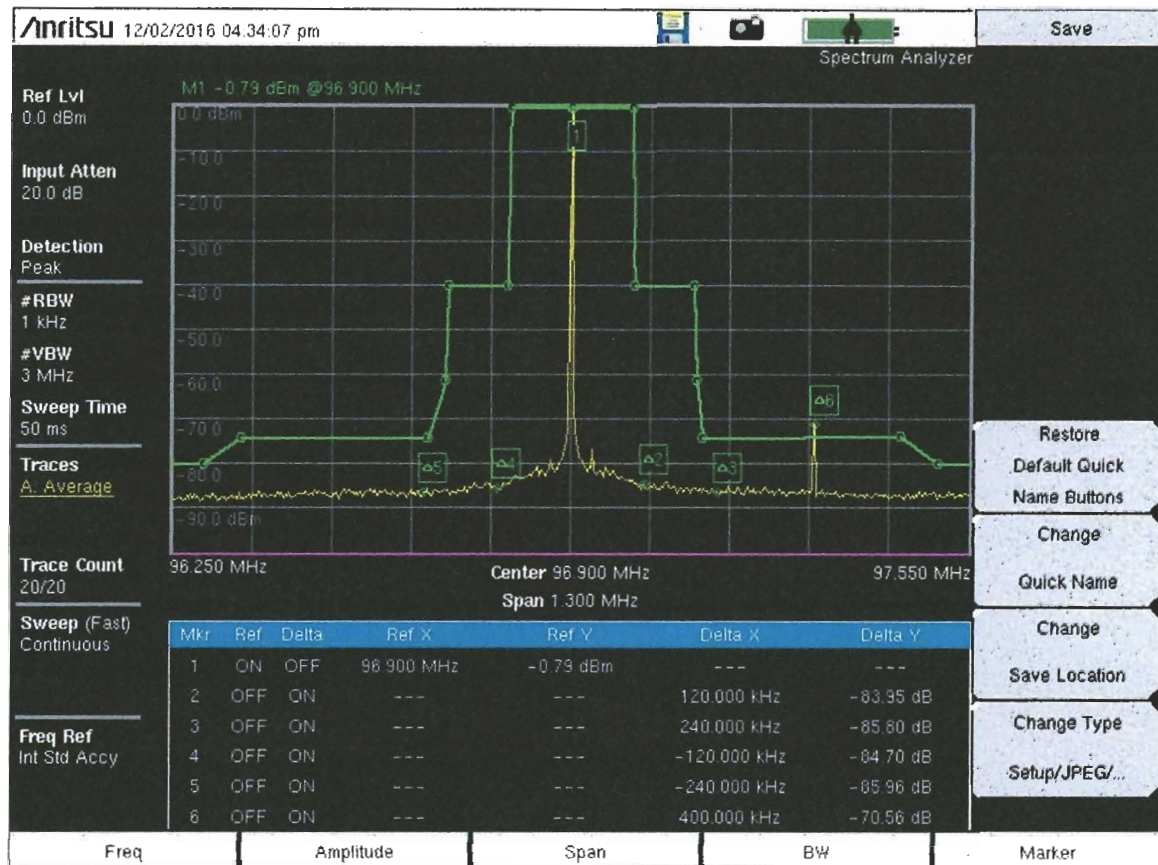 Anritsu 12/02/2016 04:34:07 pm
Save
Spectrum Analyzer
M1 -0.79 dBm @96.900 MHz
Ref Lvl
0.0 dBm
Input Atten
20.0 dB
Detection
Peak
#RBW
1 kHz
#VBW
3 MHz
Sweep Time
50 ms
Traces
A: Average
Trace Count
20/20
Sweep (Fast)
Continuous
Freq Ref
Int Std Accy
0.0 dBm
-10.0
-20.0
-30.0
-40.0
-50.0
-60.0
-70.0
-80.0
-90.0 dBm
1
Δ6
Δ5
Δ4
Δ2
Δ3
96.250 MHz
Center 96.900 MHz
97.550 MHz
Span 1.300 MHz
Mkr Ref Delta Ref X Ref Y Delta X Delta Y
1 ON OFF 96.900 MHz -0.79 dBm --- ---
2 OFF ON --- --- 120.000 kHz -83.95 dB
3 OFF ON --- --- 240.000 kHz -85.60 dB
4 OFF ON --- --- -120.000 kHz -84.70 dB
5 OFF ON --- --- -240.000 kHz -85.96 dB
6 OFF ON --- --- 400.000 kHz -70.56 dB
Restore
Default Quick
Name Buttons
Change
Quick Name
Change
Save Location
Change Type
Setup/JPEG/...
Freq Amplitude Span BW Marker